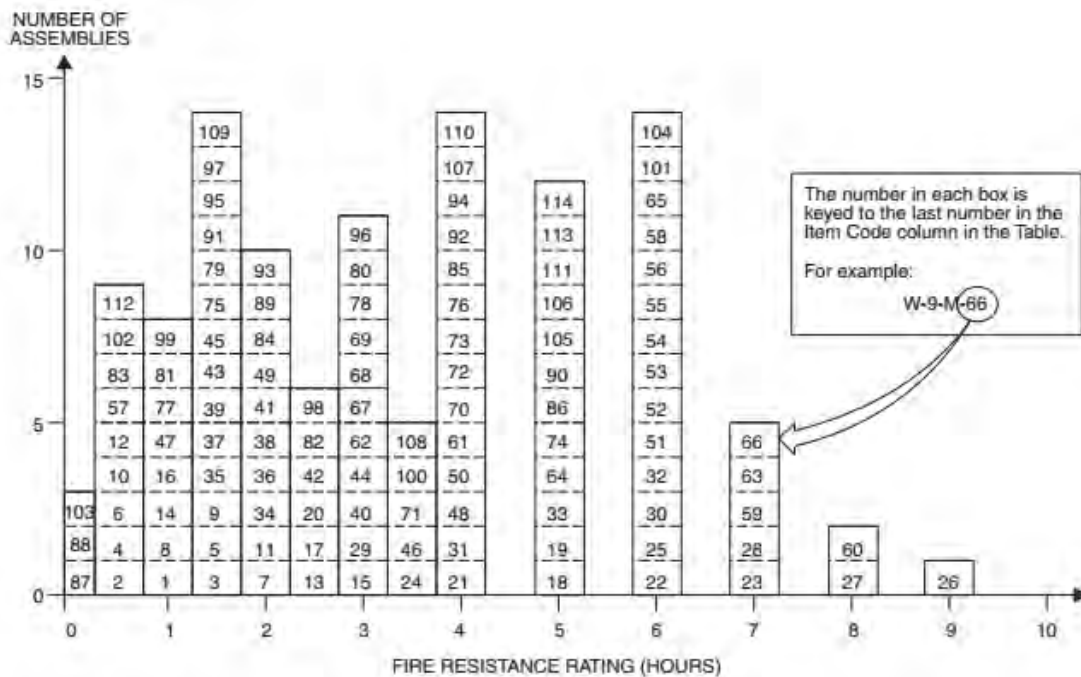 NUMBER OF
ASSEMBLIES
15
109 110 104
97 107 101
95 94 114 65
91 96 92 113 58
10
79 93 80 85 111 56
112 75 89 78 76 106 55
102 99 45 84 69 73 105 54
83 81 43 49 68 72 90 53
57 77 39 41 98 67 70 86 52
5
12 47 37 38 82 62 108 61 74 51 66
10 16 35 36 42 44 100 50 64 32 63
103 6 14 9 34 20 40 71 48 33 30 59
88 4 8 5 11 17 29 46 31 19 25 28 60
87 2 1 3 7 13 15 24 21 18 22 23 27 26
0
0 1 2 3 4 5 6 7 8 9 10
FIRE RESISTANCE RATING (HOURS)
The number in each box is
keyed to the last number in the
Item Code column in the Table.
For example:
W-9-M-66